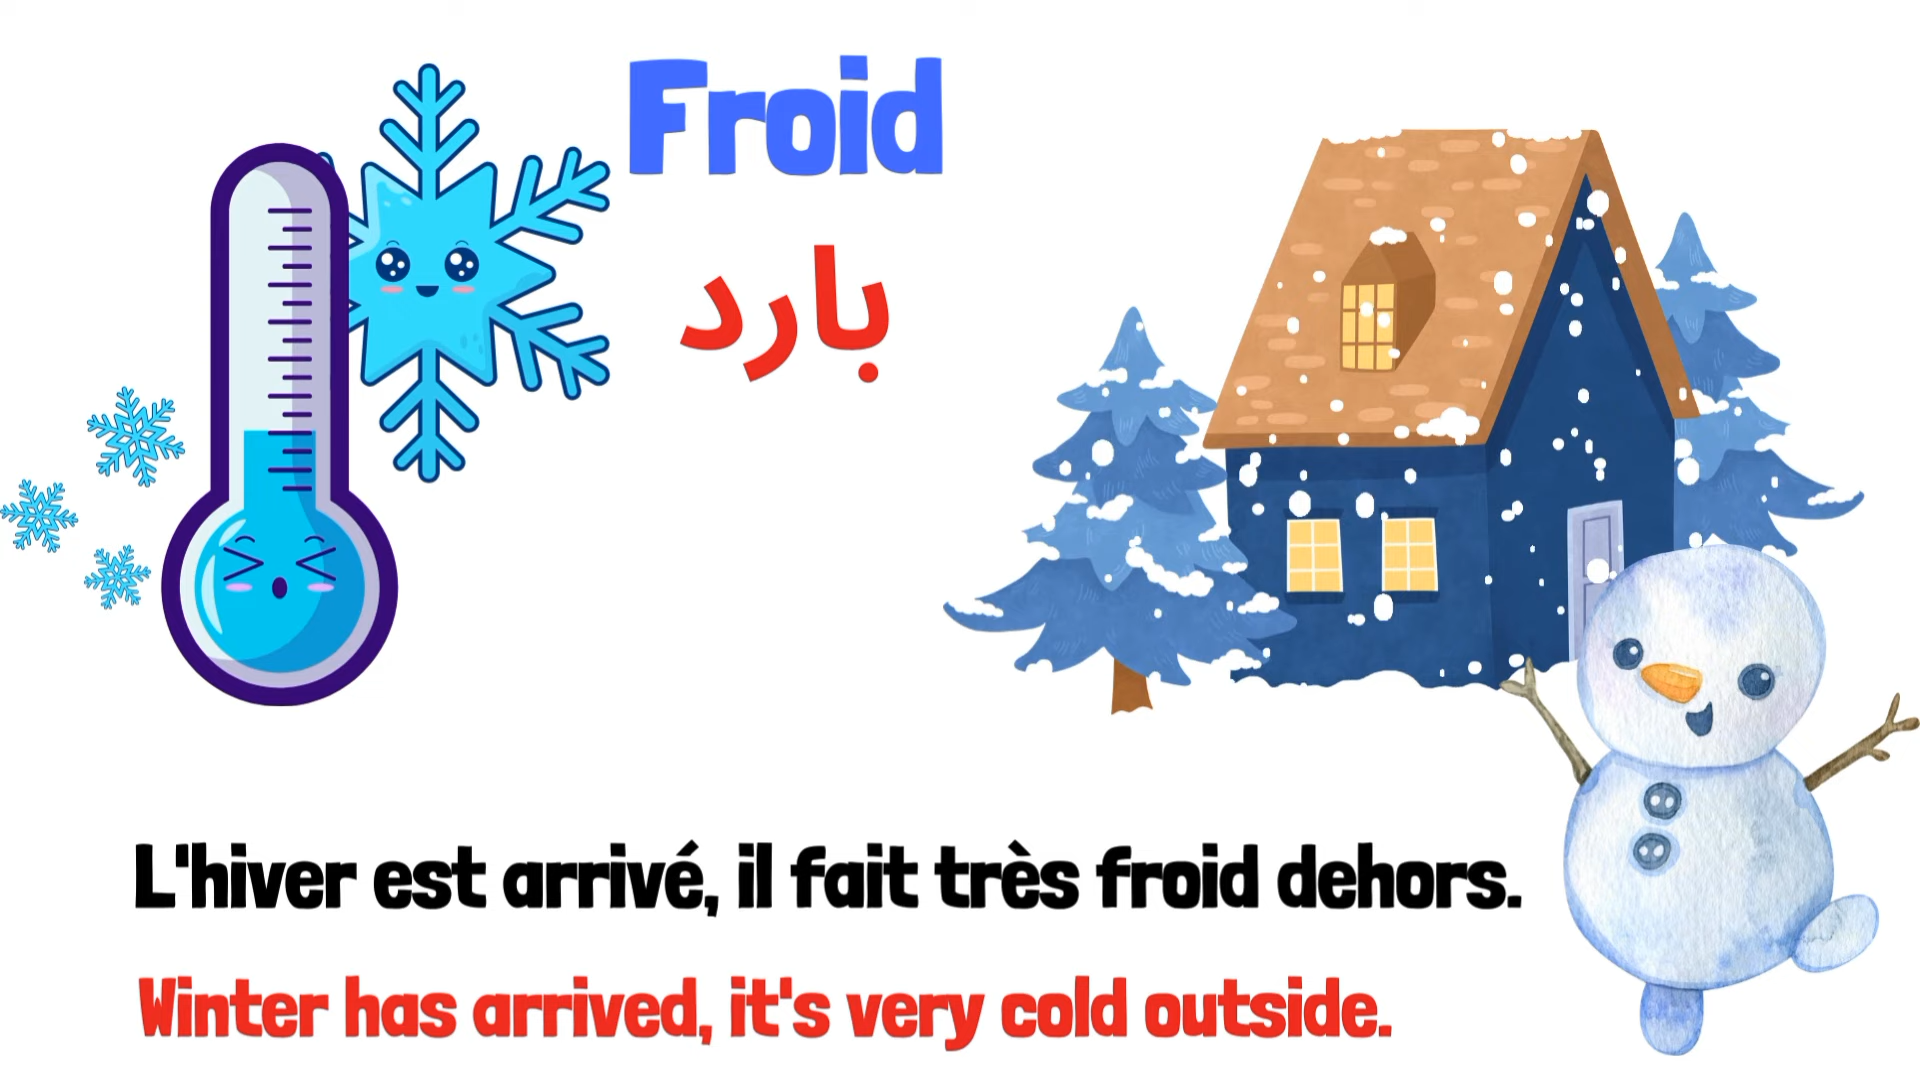 Froid
بارد
L'hiver est arrivé, il fait très froid dehors.
Winter has arrived, it's very cold outside.